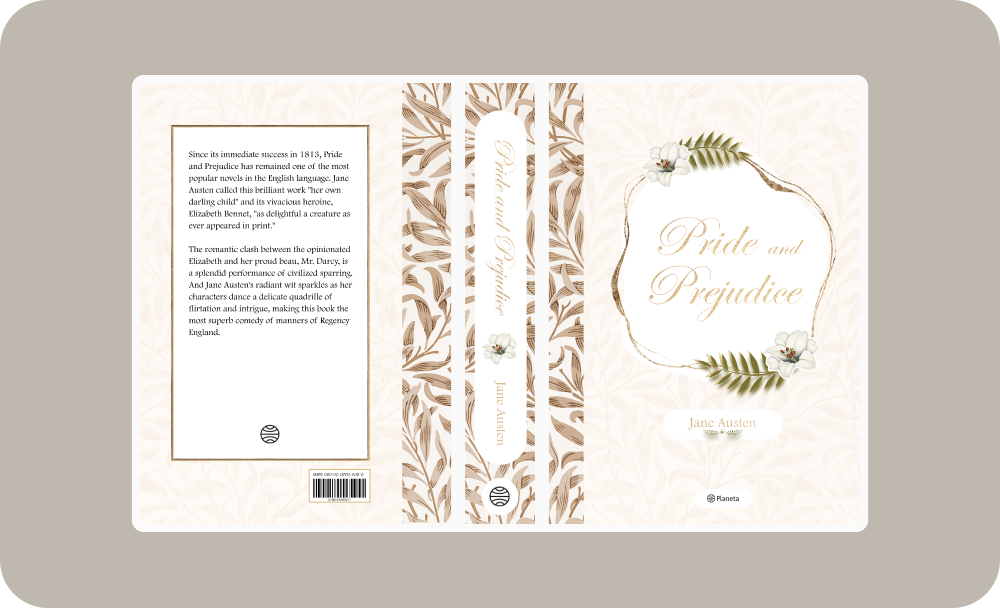 Since its immediate success in 1813, Pride
and Prejudice has remained one of the most
popular novels in the English language. Jane
Austen called this brilliant work "her own
darling child" and its vivacious heroine,
Elizabeth Bennet, "as delightful a creature as
ever appeared in print."
The romantic clash between the opinionated
Elizabeth and her proud beau, Mr. Darcy, is
a splendid performance of civilized sparring.
And Jane Austen's radiant wit sparkles as her
characters dance a delicate quadrille of
flirtation and intrigue, making this book the
most superb comedy of manners of Regency
England.
Pride and Prejudice
Jane Austen
Pride and
Prejudice
Jane Austen
Planeta